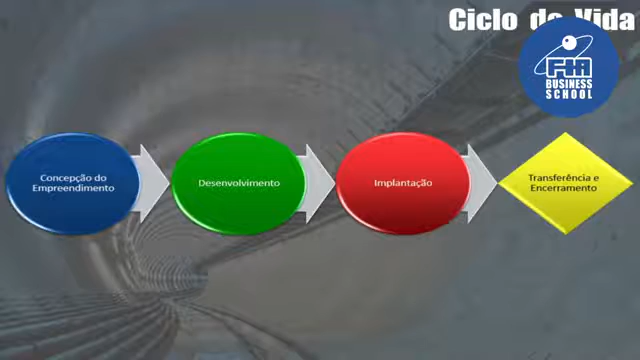 Ciclo de Vida
FIA
BUSINESS
SCHOOL
Concepção do
Empreendimento
Desenvolvimento
Implantação
Transferência e
Encerramento